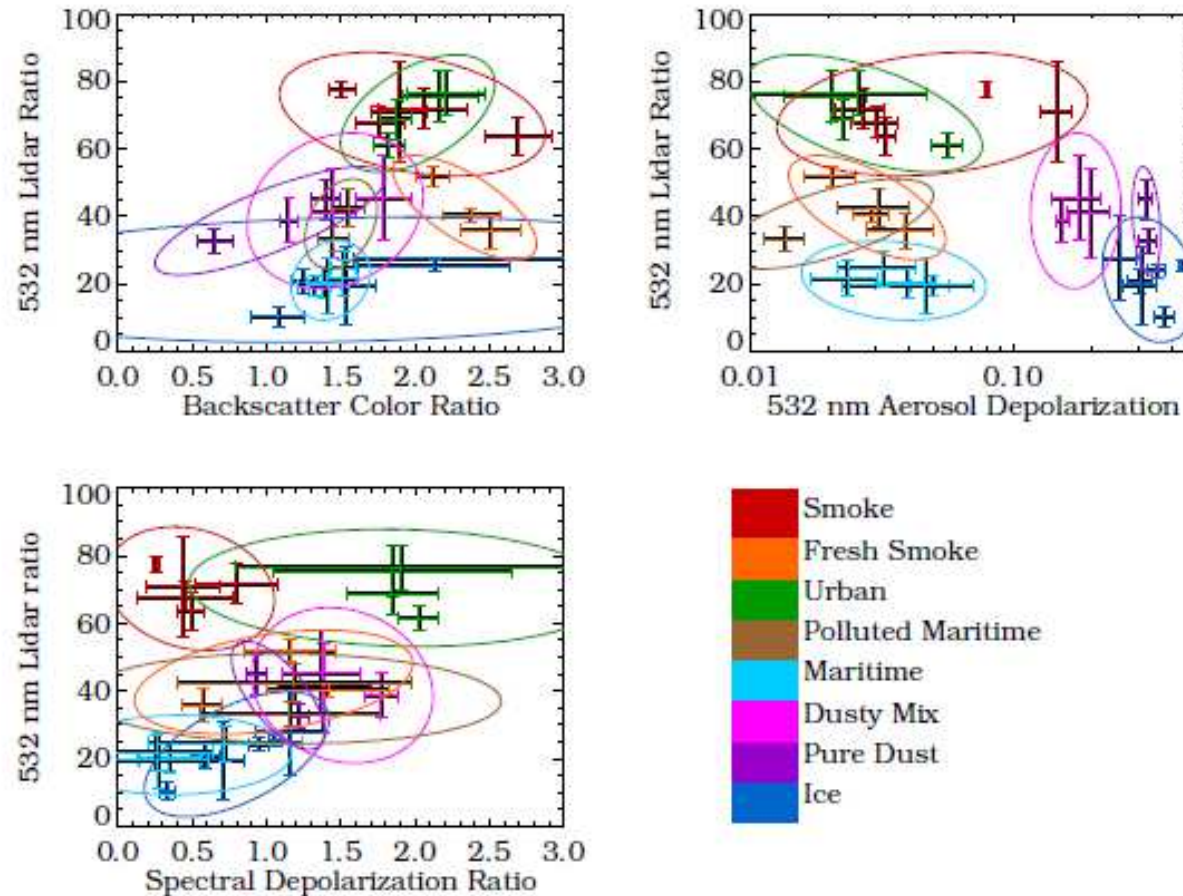 100
80
60
40
20
0
532 nm Lidar Ratio
0.0 0.5 1.0 1.5 2.0 2.5 3.0
Backscatter Color Ratio
100
80
60
40
20
0
532 nm Lidar Ratio
0.01 0.10
532 nm Aerosol Depolarization
100
80
60
40
20
0
532 nm Lidar ratio
0.0 0.5 1.0 1.5 2.0 2.5 3.0
Spectral Depolarization Ratio
Smoke
Fresh Smoke
Urban
Polluted Maritime
Maritime
Dusty Mix
Pure Dust
Ice